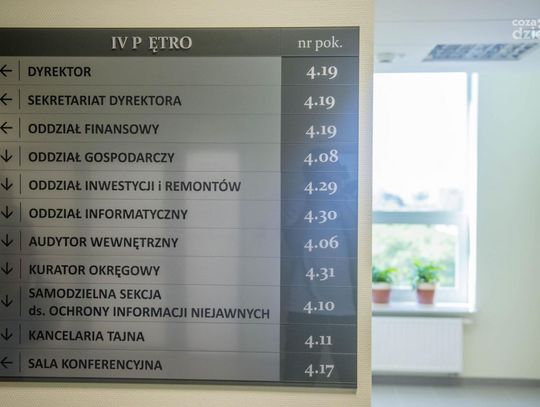 IV P ĘTRO nr pok.
← DYREKTOR 4.19
← SEKRETARIAT DYREKTORA 4.19
← ODDZIAŁ FINANSOWY 4.19
↓ ODDZIAŁ GOSPODARCZY 4.08
↓ ODDZIAŁ INWESTYCJI i REMONTÓW 4.29
↓ ODDZIAŁ INFORMATYCZNY 4.30
↓ AUDYTOR WEWNĘTRZNY 4.06
↓ KURATOR OKRĘGOWY 4.31
↓ SAMODZIELNA SEKCJA
ds. OCHRONY INFORMACJI NIEJAWNYCH 4.10
↓ KANCELARIA TAJNA 4.11
← SALA KONFERENCYJNA 4.17